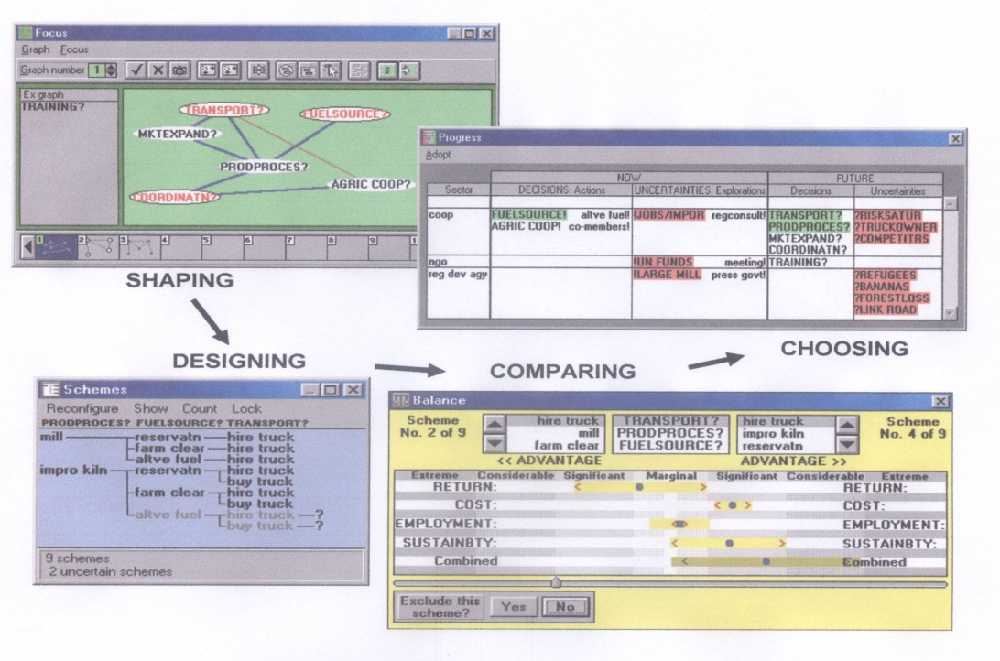 Focus
Graph Focus
Graph number 1
Ex graph
TRAINING?
TRANSPORT?
FUELSOURCE?
MKTEXPAND?
PRODPROCES?
AGRIC COOP?
COORDINATN?
1 2 3 4 5 6 7 8 9
SHAPING
Progress
Adopt
NOW FUTURE
Sector DECISIONS: Actions UNCERTAINTIES: Explorations Decisions Uncertainties
coop FUELSOURCE! altve fuel! !JOBS/IMPOR regconsult! TRANSPORT? ?RISKSATUR
AGRIC COOP! co-members! PRODPROCES? ?TRUCKOWNER
MKTEXPAND? ?COMPETITRS
COORDINATN?
ngo !UN FUNDS meeting! TRAINING?
reg dev agy !LARGE MILL press govt! ?REFUGEES
?BANANAS
?FORESTLOSS
?LINK ROAD
DESIGNING
COMPARING
CHOOSING
Schemes
Reconfigure Show Count Lock
PRODPROCES? FUELSOURCE? TRANSPORT?
mill reservatn hire truck
farm clear hire truck
altve fuel hire truck
impro kiln reservatn hire truck
buy truck
farm clear hire truck
buy truck
altve fuel hire truck ?
buy truck ?
9 schemes
2 uncertain schemes
Balance
Scheme hire truck TRANSPORT? hire truck Scheme
No. 2 of 9 mill PRODPROCES? impro kiln No. 4 of 9
farm clear FUELSOURCE? reservatn
<< ADVANTAGE ADVANTAGE >>
Extreme Considerable Significant Marginal Significant Considerable Extreme
RETURN: RETURN:
COST: COST:
EMPLOYMENT: EMPLOYMENT:
SUSTAINBTY: SUSTAINBTY:
Combined Combined
Exclude this
scheme? Yes No